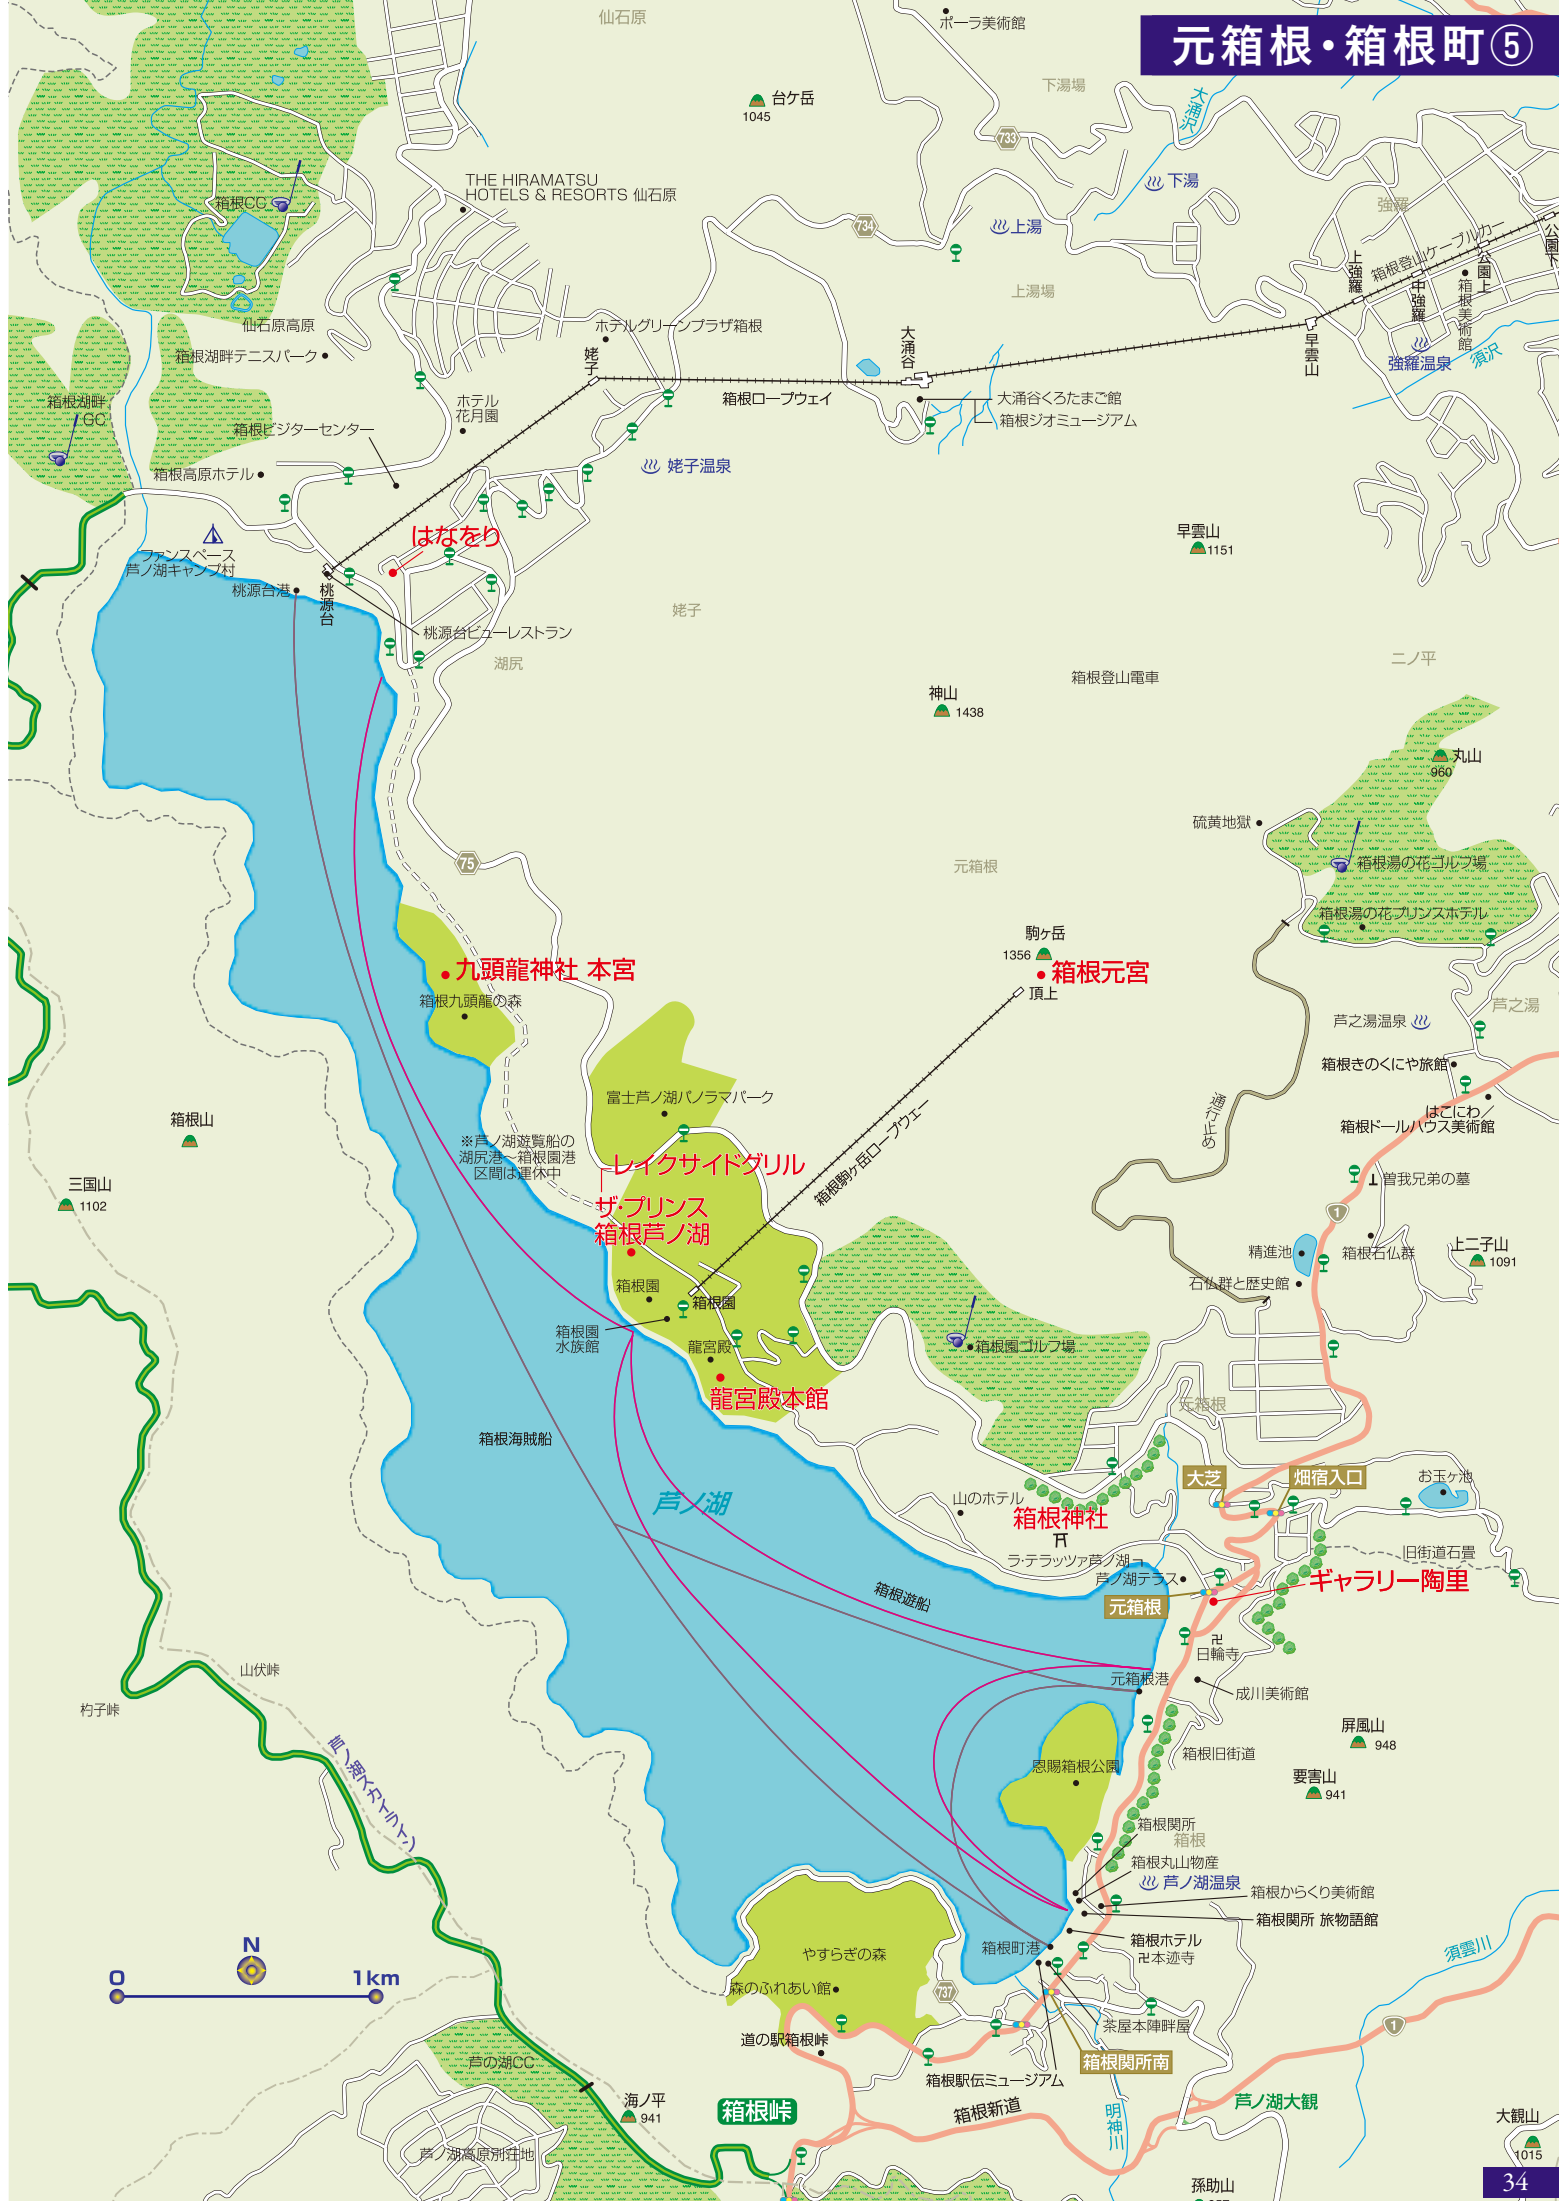 元箱根・箱根町⑤
仙石原
ポーラ美術館
下湯場
大涌沢
台ケ岳
1045
733
THE HIRAMATSU
HOTELS & RESORTS 仙石原
下湯
箱根CC
強羅
734
上湯
箱根登山ケーブルカー
公園下
公園上
上強羅
中強羅
箱根美術館
上湯場
仙石原高原
ホテルグリーンプラザ箱根
箱根湖畔テニスパーク
姥子
大涌谷
早雲山
強羅温泉
須沢
箱根湖畔
GC
ホテル
花月園
箱根ロープウェイ
大涌谷くろたまご館
箱根ジオミュージアム
箱根ビジターセンター
箱根高原ホテル
姥子温泉
はなをり
早雲山
1151
ファンスペース
芦ノ湖キャンプ村
桃源台港
桃源台
姥子
桃源台ビューレストラン
湖尻
二ノ平
箱根登山電車
神山
1438
丸山
960
硫黄地獄
箱根湯の花ゴルフ場
75
元箱根
箱根湯の花プリンスホテル
駒ヶ岳
1356
箱根元宮
頂上
九頭龍神社 本宮
箱根九頭龍の森
芦之湯
芦之湯温泉
箱根きのくにや旅館
富士芦ノ湖パノラマパーク
通行止め
はこにわ／
箱根ドールハウス美術館
箱根山
※芦ノ湖遊覧船の
湖尻港～箱根園港
区間は運休中
レイクサイドグリル
箱根駒ヶ岳ロープウェー
曽我兄弟の墓
三国山
1102
ザ・プリンス
箱根芦ノ湖
1
精進池
箱根石仏群
上二子山
1091
石仏群と歴史館
箱根園
箱根園
箱根園
水族館
龍宮殿
箱根園ゴルフ場
龍宮殿本館
元箱根
箱根海賊船
大芝
畑宿入口
お玉ヶ池
芦ノ湖
山のホテル
箱根神社
旧街道石畳
ラ・テラッツァ芦ノ湖
芦ノ湖テラス
ギャラリー陶里
箱根遊船
元箱根
日輪寺
元箱根港
成川美術館
山伏峠
杓子峠
屏風山
948
芦ノ湖スカイライン
箱根旧街道
恩賜箱根公園
要害山
941
箱根関所
箱根
箱根丸山物産
芦ノ湖温泉
箱根からくり美術館
箱根関所 旅物語館
箱根ホテル
卍本迹寺
箱根町港
須雲川
N
0
1km
やすらぎの森
森のふれあい館
737
茶屋本陣畔屋
1
道の駅箱根峠
箱根関所南
箱根駅伝ミュージアム
芦の湖CC
海ノ平
941
箱根峠
箱根新道
明神川
芦ノ湖大観
大観山
1015
芦ノ湖高原別荘地
孫助山
34